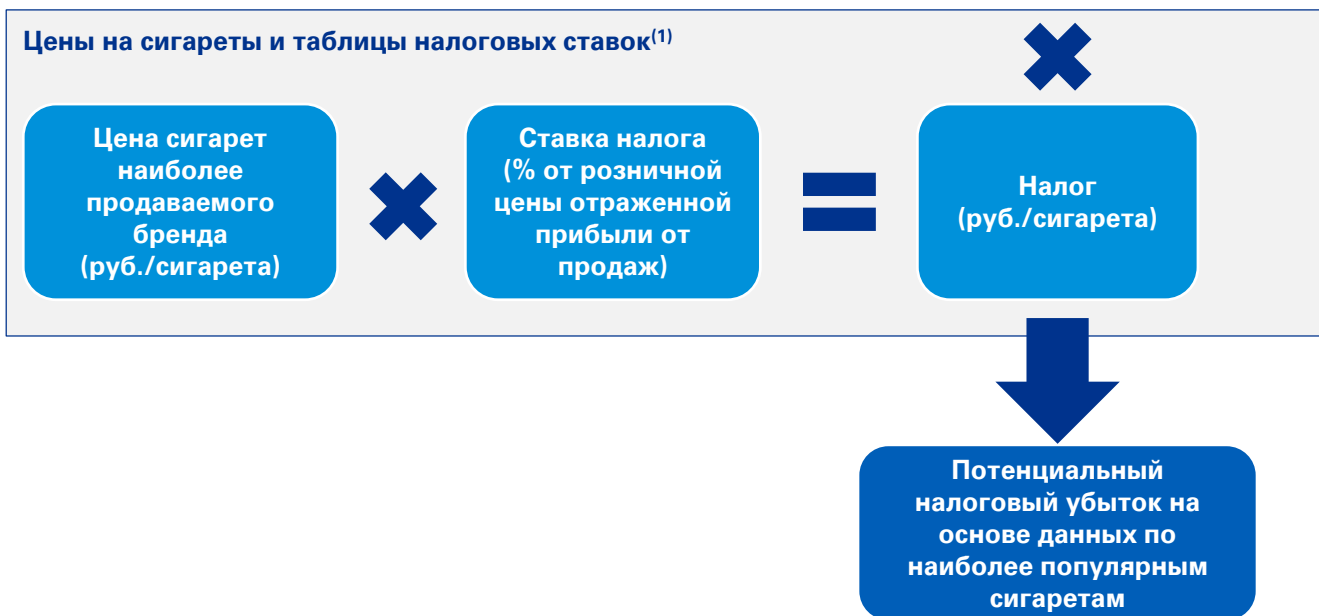 Цены на сигареты и таблицы налоговых ставок(1)
Цена сигарет
наиболее
продаваемого
бренда
(руб./сигарета)
Ставка налога
(% от розничной
цены отраженной
прибыли от
продаж)
Налог
(руб./сигарета)
Потенциальный
налоговый убыток на
основе данных по
наиболее популярным
сигаретам